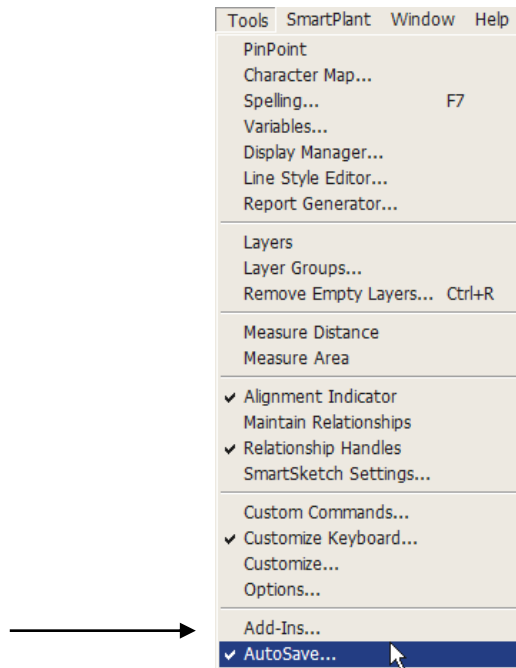 Tools SmartPlant Window Help
PinPoint
Character Map...
Spelling... F7
Variables...
Display Manager...
Line Style Editor...
Report Generator...
Layers
Layer Groups...
Remove Empty Layers... Ctrl+R
Measure Distance
Measure Area
Alignment Indicator
Maintain Relationships
Relationship Handles
SmartSketch Settings...
Custom Commands...
Customize Keyboard...
Customize...
Options...
Add-Ins...
AutoSave...